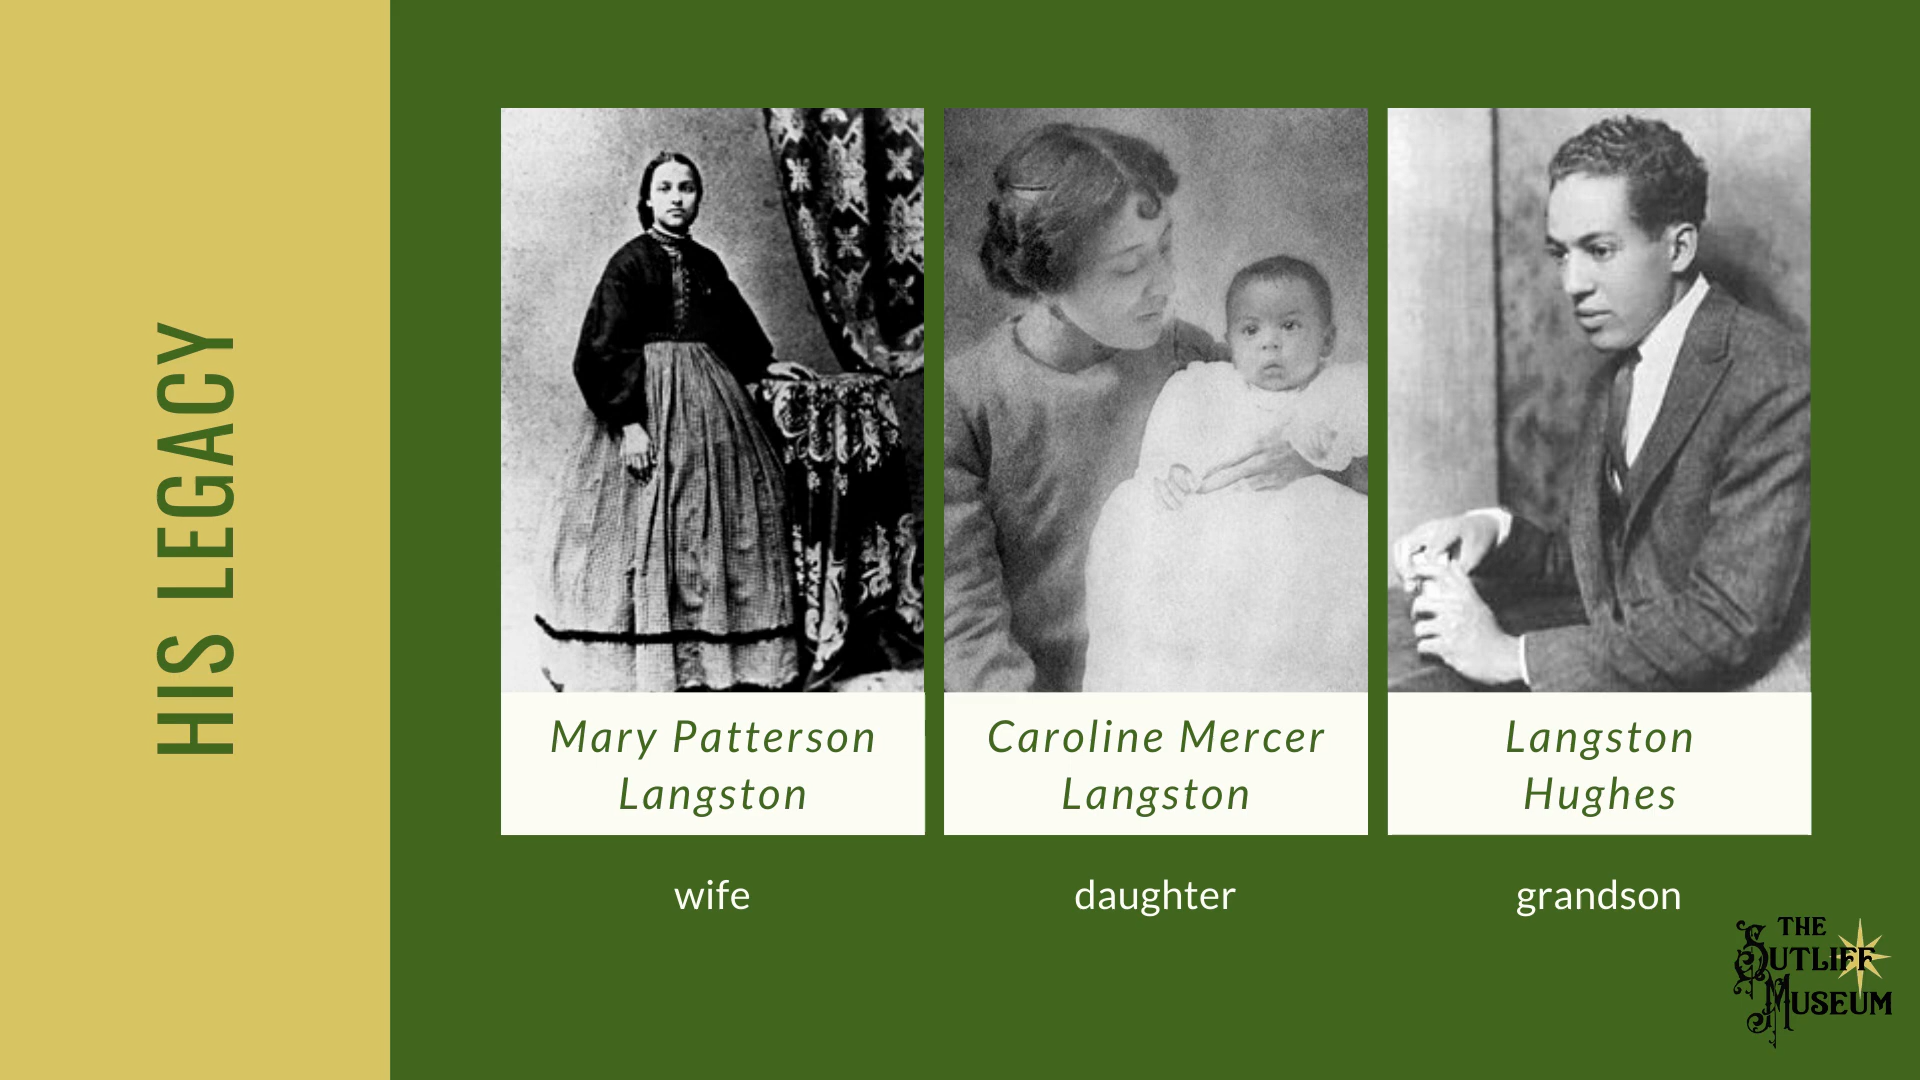 HIS LEGACY
Mary Patterson
Langston
wife
Caroline Mercer
Langston
daughter
Langston
Hughes
grandson
THE
SUTLIFF
MUSEUM